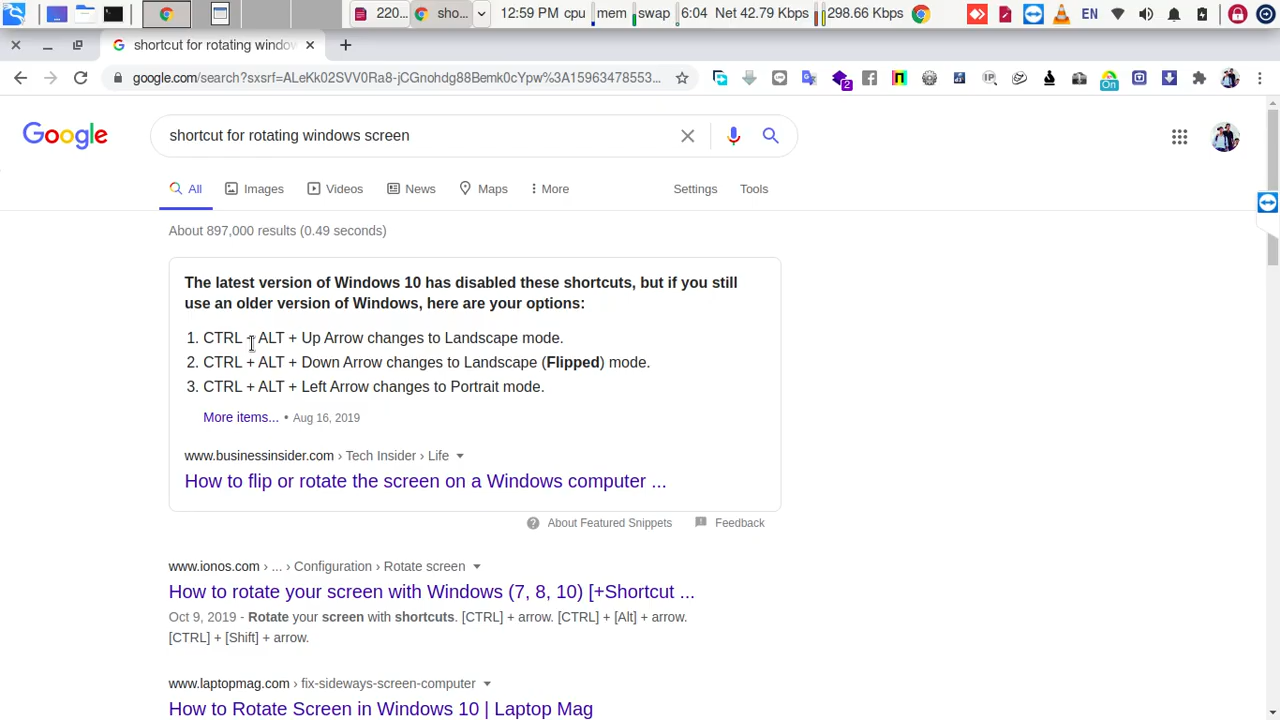 220... sho... 12:59 PM cpu mem swap 6:04 Net 42.79 Kbps 298.66 Kbps EN
shortcut for rotating windo
google.com/search?sxsrf=ALeKk02SVV0Ra8-jCGnohdg88Bemk0cYpw%3A15963478553... IP 2 On
Google
shortcut for rotating windows screen
All Images Videos News Maps More Settings Tools
About 897,000 results (0.49 seconds)
The latest version of Windows 10 has disabled these shortcuts, but if you still
use an older version of Windows, here are your options:
1. CTRL + ALT + Up Arrow changes to Landscape mode.
2. CTRL + ALT + Down Arrow changes to Landscape (Flipped) mode.
3. CTRL + ALT + Left Arrow changes to Portrait mode.
More items... • Aug 16, 2019
www.businessinsider.com › Tech Insider › Life
How to flip or rotate the screen on a Windows computer ...
About Featured Snippets Feedback
www.ionos.com › ... › Configuration › Rotate screen
How to rotate your screen with Windows (7, 8, 10) [+Shortcut ...
Oct 9, 2019 - Rotate your screen with shortcuts. [CTRL] + arrow. [CTRL] + [Alt] + arrow.
[CTRL] + [Shift] + arrow.
www.laptopmag.com › fix-sideways-screen-computer
How to Rotate Screen in Windows 10 | Laptop Mag